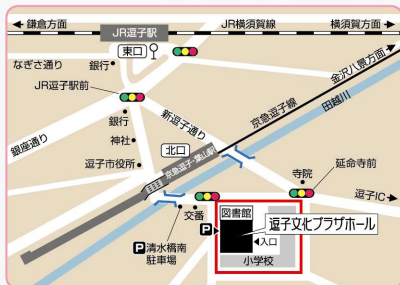 鎌倉方面
JR横須賀線
横須賀方面
JR逗子駅
東口
なぎさ通り
銀行
金沢八景方面
JR逗子駅前
新逗子通り
京急逗子線
田越川
銀行
銀座通り
神社
北口
逗子市役所
京急逗子・葉山駅
寺院
延命寺前
逗子IC
交番
図書館
逗子文化プラザホール
P
入口
P清水橋南
駐車場
小学校